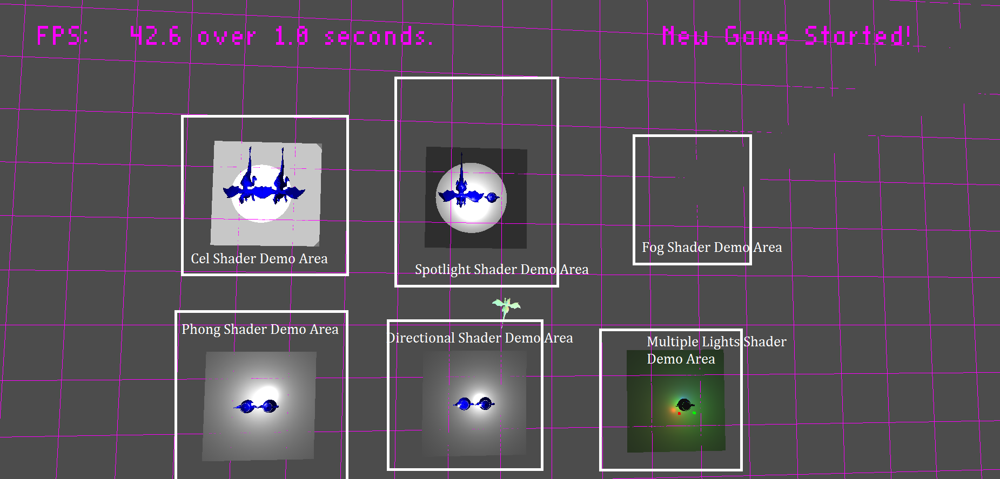 FPS: 42.6 over 1.0 seconds.
New Game Started!
Cel Shader Demo Area
Spotlight Shader Demo Area
Fog Shader Demo Area
Phong Shader Demo Area
Directional Shader Demo Area
Multiple Lights Shader
Demo Area